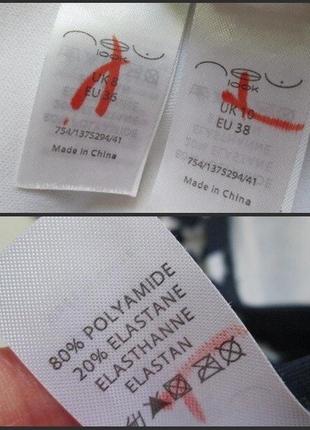 new
look
UK 8
EU 36
754/1375294/41
Made in China
new
look
UK 10
EU 38
754/1375294/41
Made in China
80% POLYAMIDE
20% ELASTANE
ELASTHANNE
ELASTAN